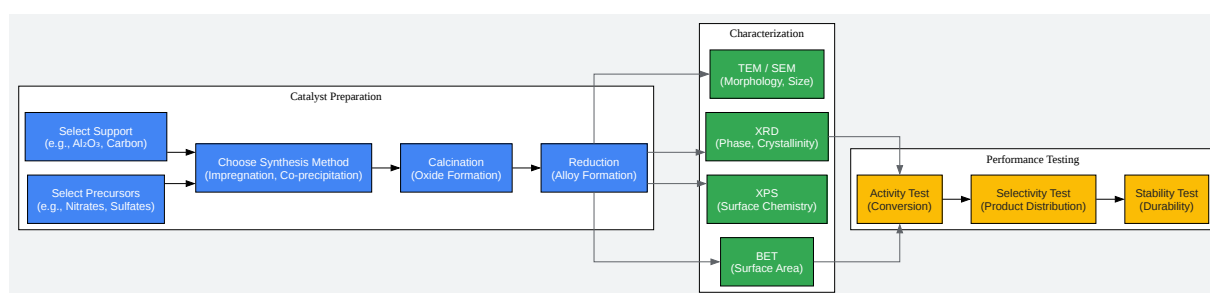 Catalyst Preparation
Select Support
(e.g., Al₂O₃, Carbon)
Select Precursors
(e.g., Nitrates, Sulfates)
Choose Synthesis Method
(Impregnation, Co-precipitation)
Calcination
(Oxide Formation)
Reduction
(Alloy Formation)
Characterization
TEM / SEM
(Morphology, Size)
XRD
(Phase, Crystallinity)
XPS
(Surface Chemistry)
BET
(Surface Area)
Performance Testing
Activity Test
(Conversion)
Selectivity Test
(Product Distribution)
Stability Test
(Durability)